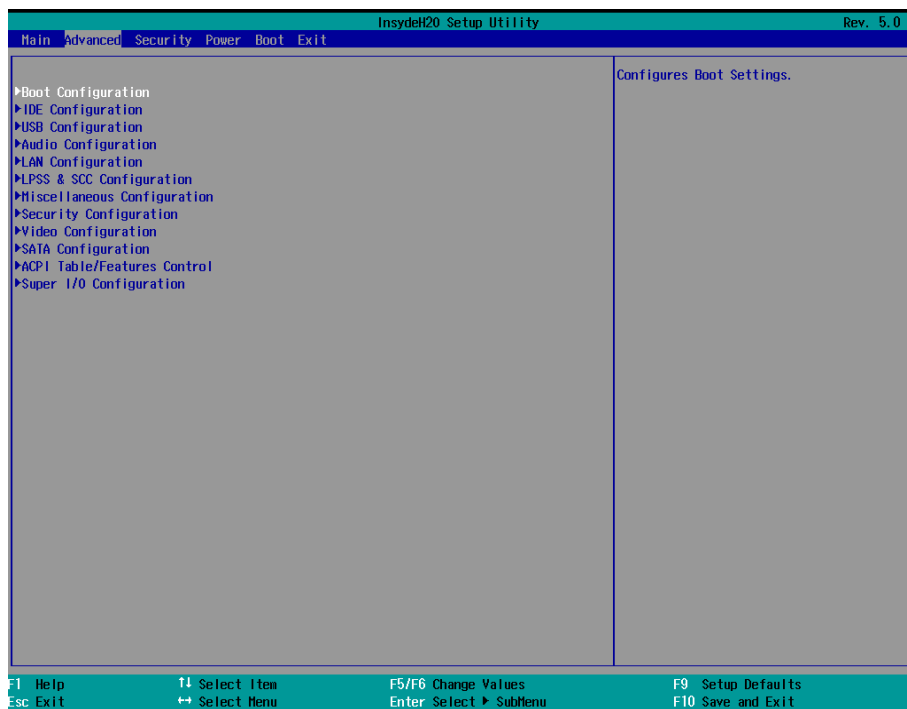 InsydeH20 Setup Utility Rev. 5.0
Main Advanced Security Power Boot Exit
Configures Boot Settings.
▶Boot Configuration
▶IDE Configuration
▶USB Configuration
▶Audio Configuration
▶LAN Configuration
▶LPSS & SCC Configuration
▶Miscellaneous Configuration
▶Security Configuration
▶Video Configuration
▶SATA Configuration
▶ACPI Table/Features Control
▶Super I/O Configuration
F1 Help ↑↓ Select Item F5/F6 Change Values F9 Setup Defaults
Esc Exit ↔ Select Menu Enter Select ▶ SubMenu F10 Save and Exit